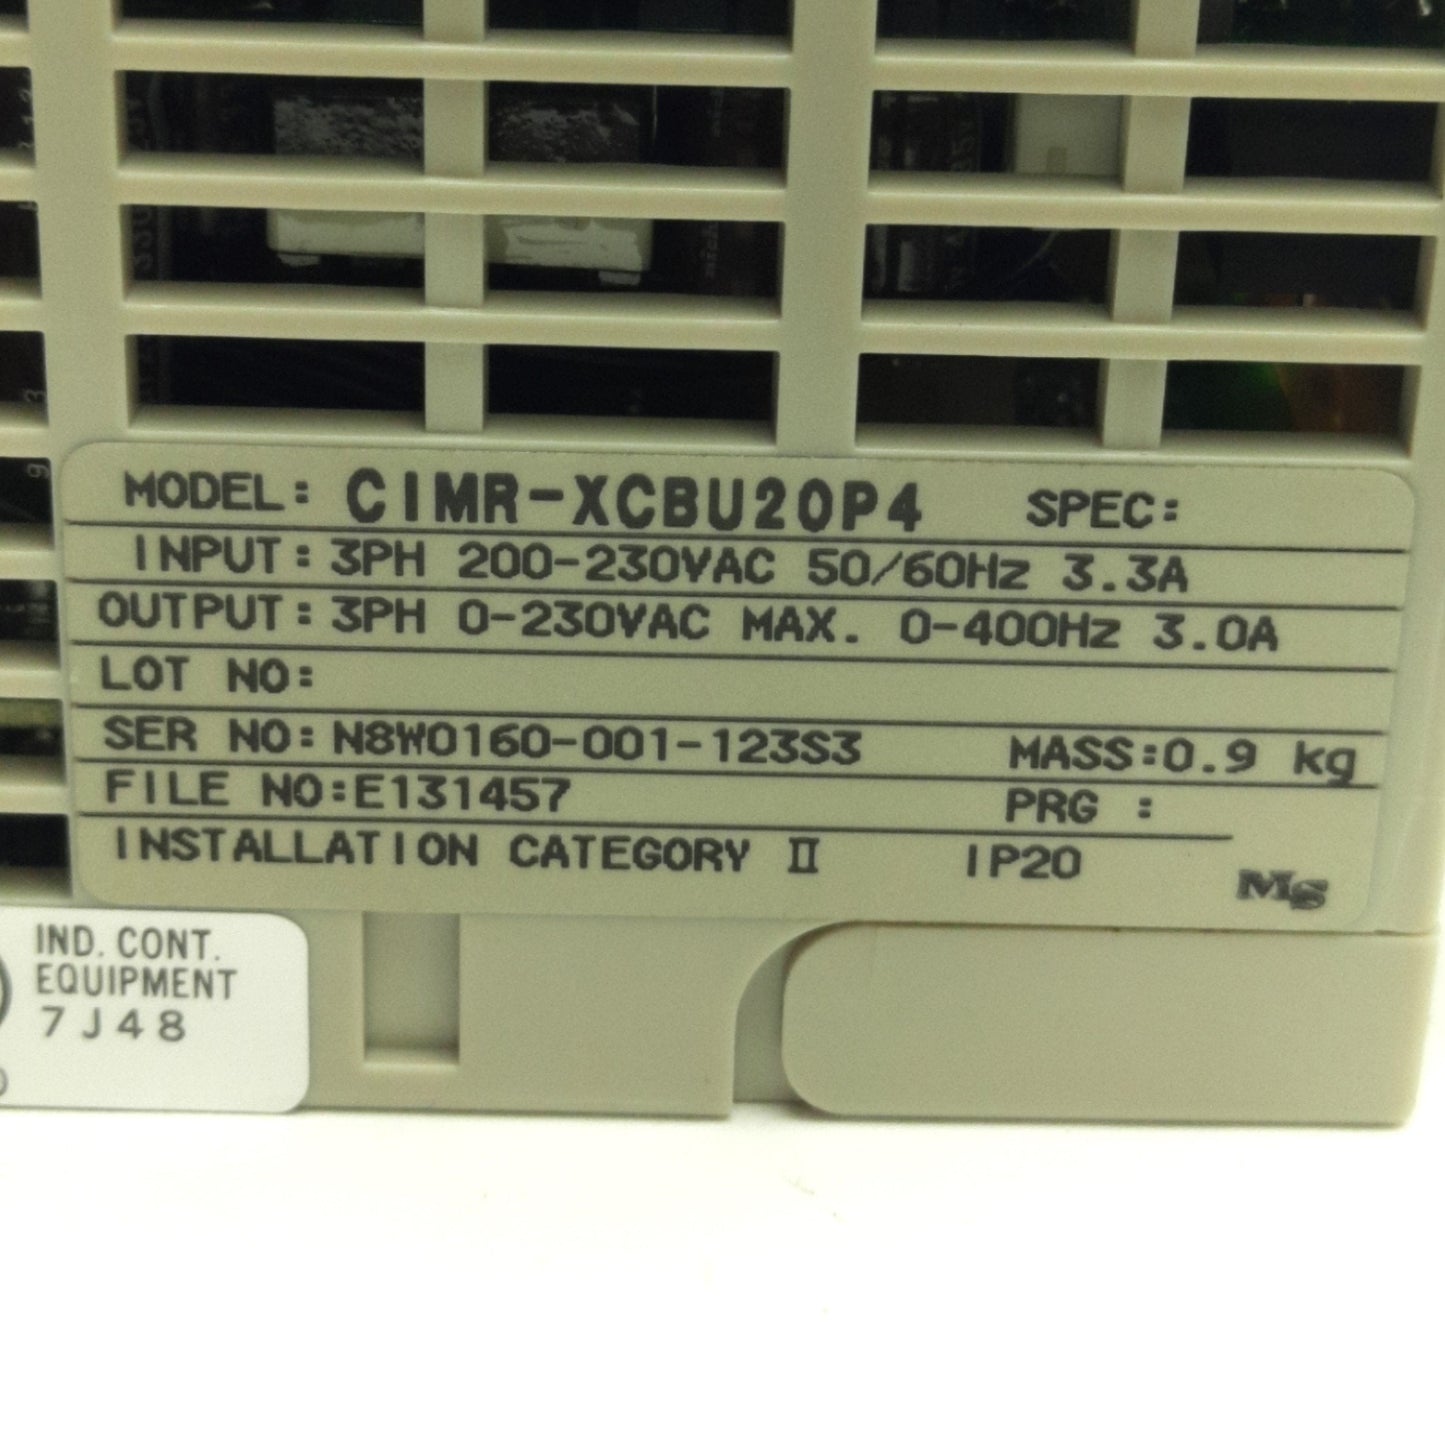 MODEL: CIMR-XCBU20P4 SPEC:
INPUT: 3PH 200-230VAC 50/60Hz 3.3A
OUTPUT: 3PH 0-230VAC MAX. 0-400Hz 3.0A
LOT NO:
SER NO: N8W0160-001-123S3 MASS:0.9 kg
FILE NO:E131457 PRG :
INSTALLATION CATEGORY II IP20
MS
IND. CONT.
EQUIPMENT
7J48